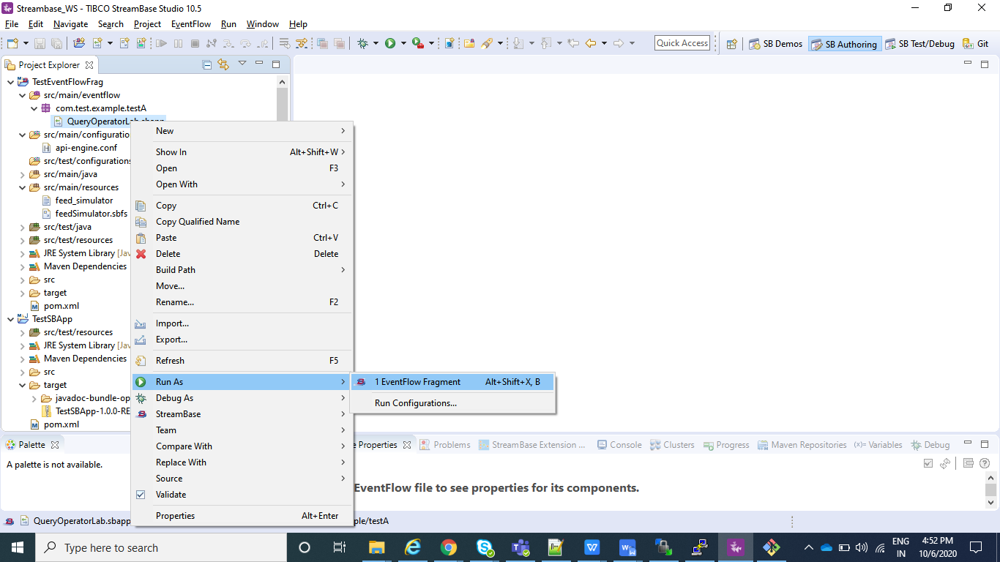 Streambase_WS - TIBCO StreamBase Studio 10.5
File Edit Navigate Search Project EventFlow Run Window Help
Quick Access
SB Demos
SB Authoring
SB Test/Debug
Git
Project Explorer
TestEventFlowFrag
src/main/eventflow
com.test.example.testA
QueryOperatorLab.sbapp
src/main/configuratio
api-engine.conf
src/test/configurations
src/main/java
src/main/resources
feed_simulator
feedSimulator.sbfs
src/test/java
src/test/resources
JRE System Library [Jav
Maven Dependencies
src
target
pom.xml
TestSBApp
src/test/resources
JRE System Library [Jav
Maven Dependencies
src
target
javadoc-bundle-op
TestSBApp-1.0.0-RE
pom.xml
New
Show In Alt+Shift+W
Open F3
Open With
Copy Ctrl+C
Copy Qualified Name
Paste Ctrl+V
Delete Delete
Build Path
Move...
Rename... F2
Import...
Export...
Refresh F5
Run As
Debug As
StreamBase
Team
Compare With
Replace With
Source
Validate
Properties Alt+Enter
1 EventFlow Fragment Alt+Shift+X, B
Run Configurations...
Palette
A palette is not available.
e Properties
Problems
StreamBase Extension ...
Console
Clusters
Progress
Maven Repositories
(x)= Variables
Debug
EventFlow file to see properties for its components.
QueryOperatorLab.sbapp
ple/testA
Type here to search
ENG
IN
4:52 PM
10/6/2020